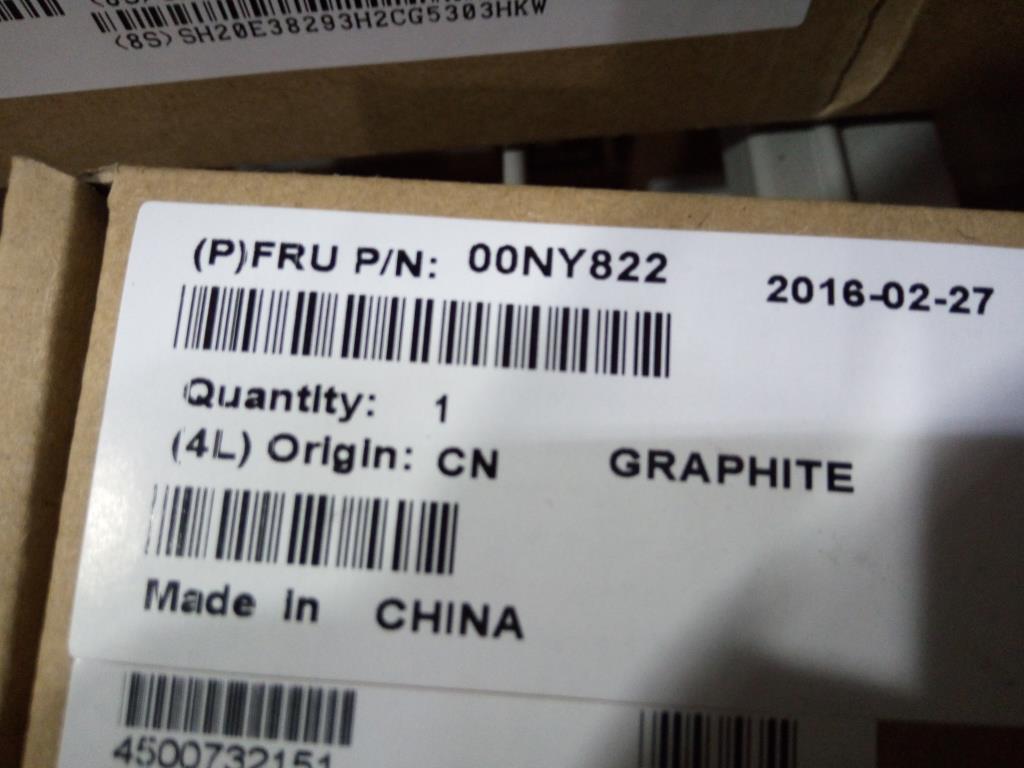 (8S) SH20E38293H2CG5303HKW
(P)FRU P/N: 00NY822
2016-02-27
Quantity: 1
(4L) Origin: CN
GRAPHITE
Made in CHINA
4500732151